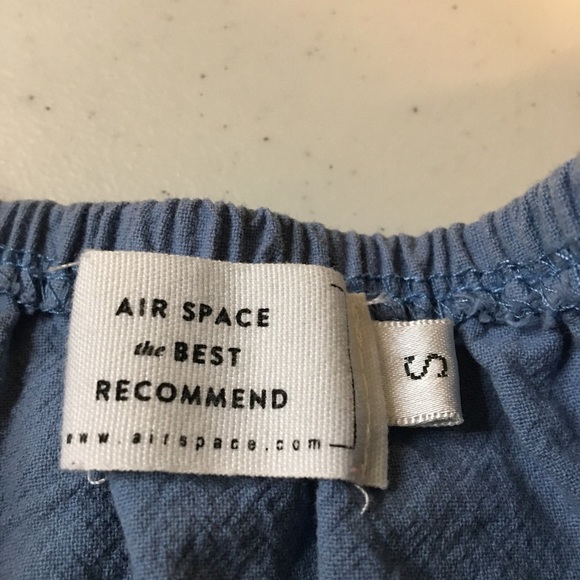 AIR SPACE
the BEST
RECOMMEND
www.airspace.com
S